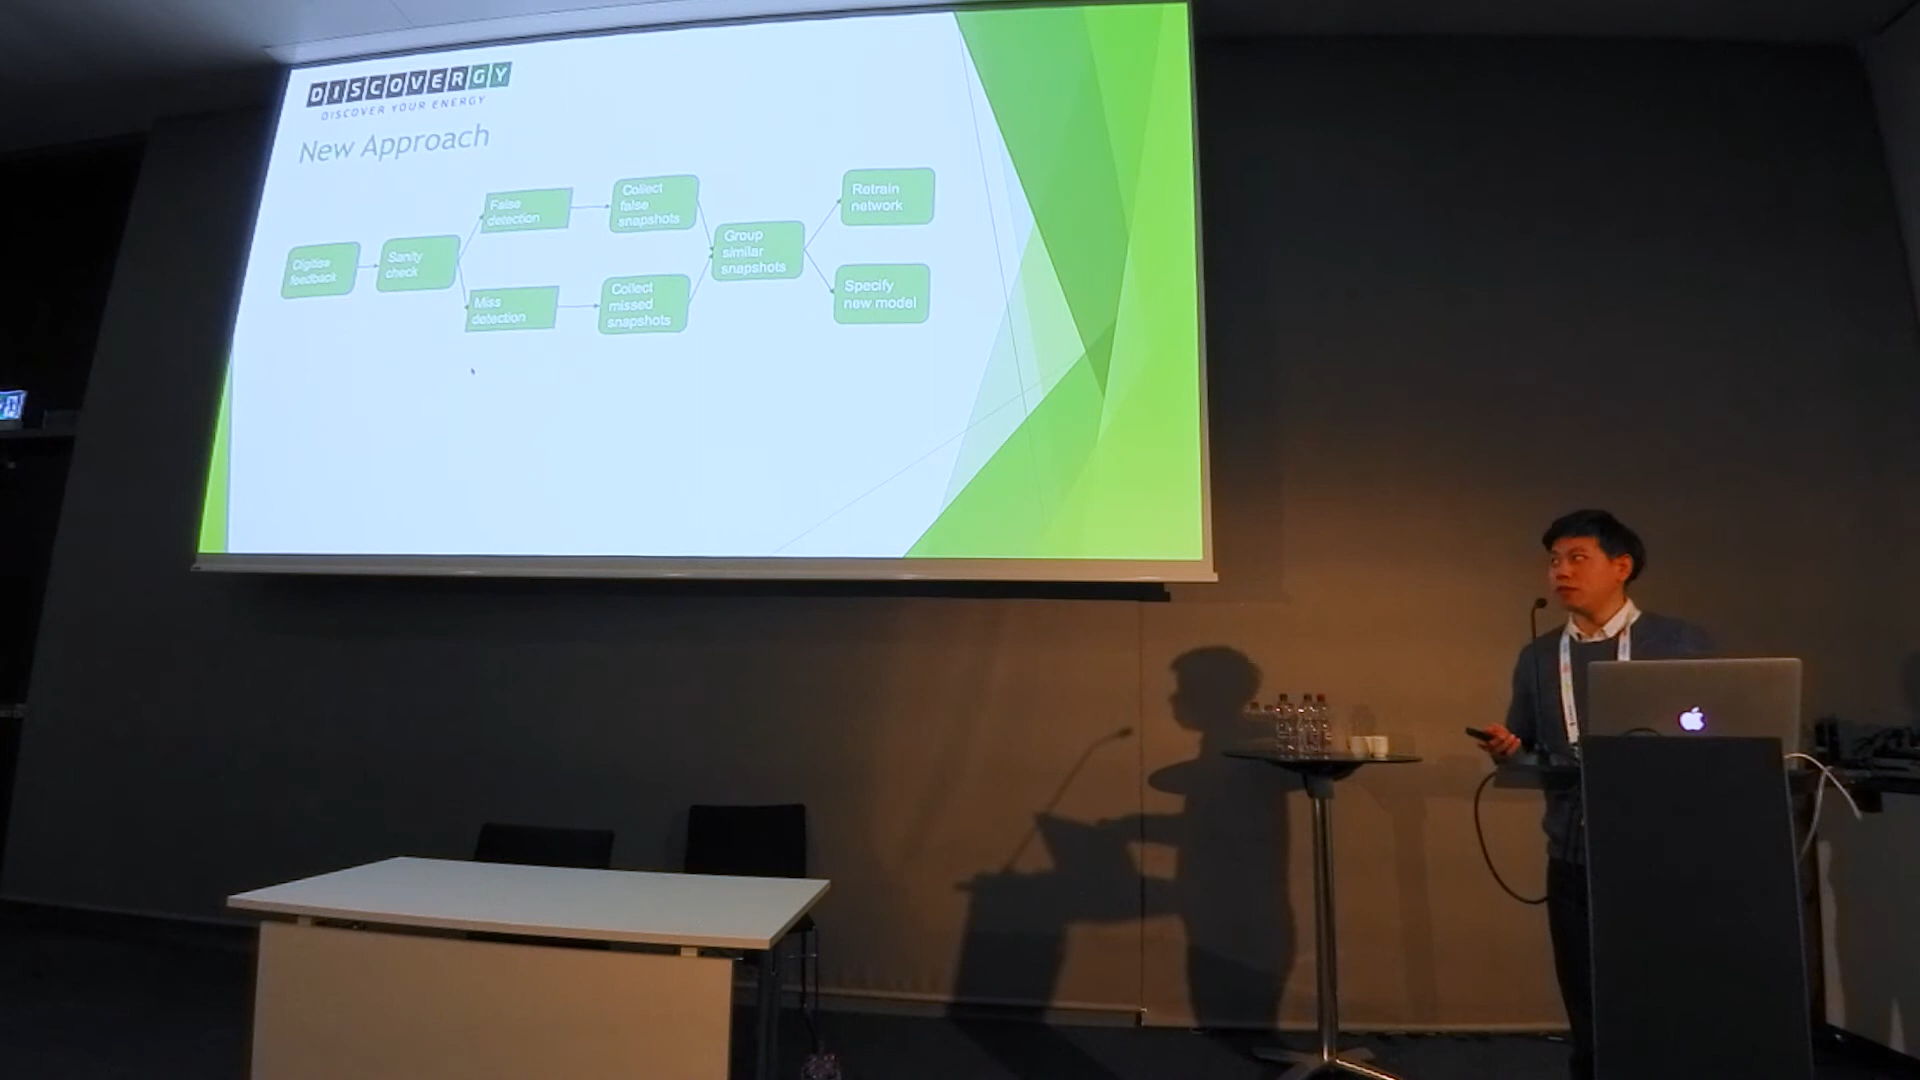 DISCOVERGY
DISCOVER YOUR ENERGY
New Approach
Digitise
feedback
Sanity
check
False
detection
Miss
detection
Collect
false
snapshots
Collect
missed
snapshots
Group
similar
snapshots
Retrain
network
Specify
new model